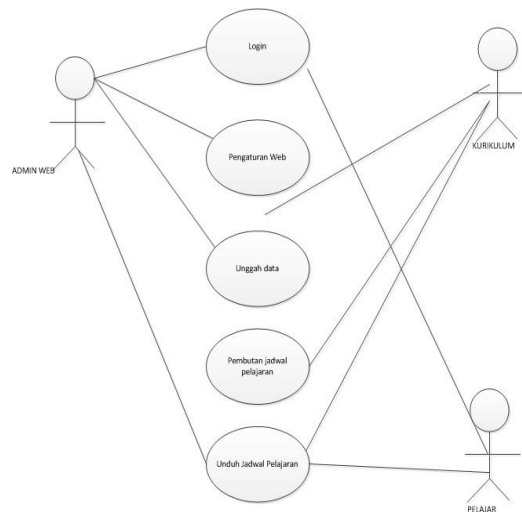 Login
ADMIN WEB
Pengaturan Web
KURIKULUM
Unggah data
Pembutan jadwal
pelajaran
Unduh Jadwal Pelajaran
PELAJAR